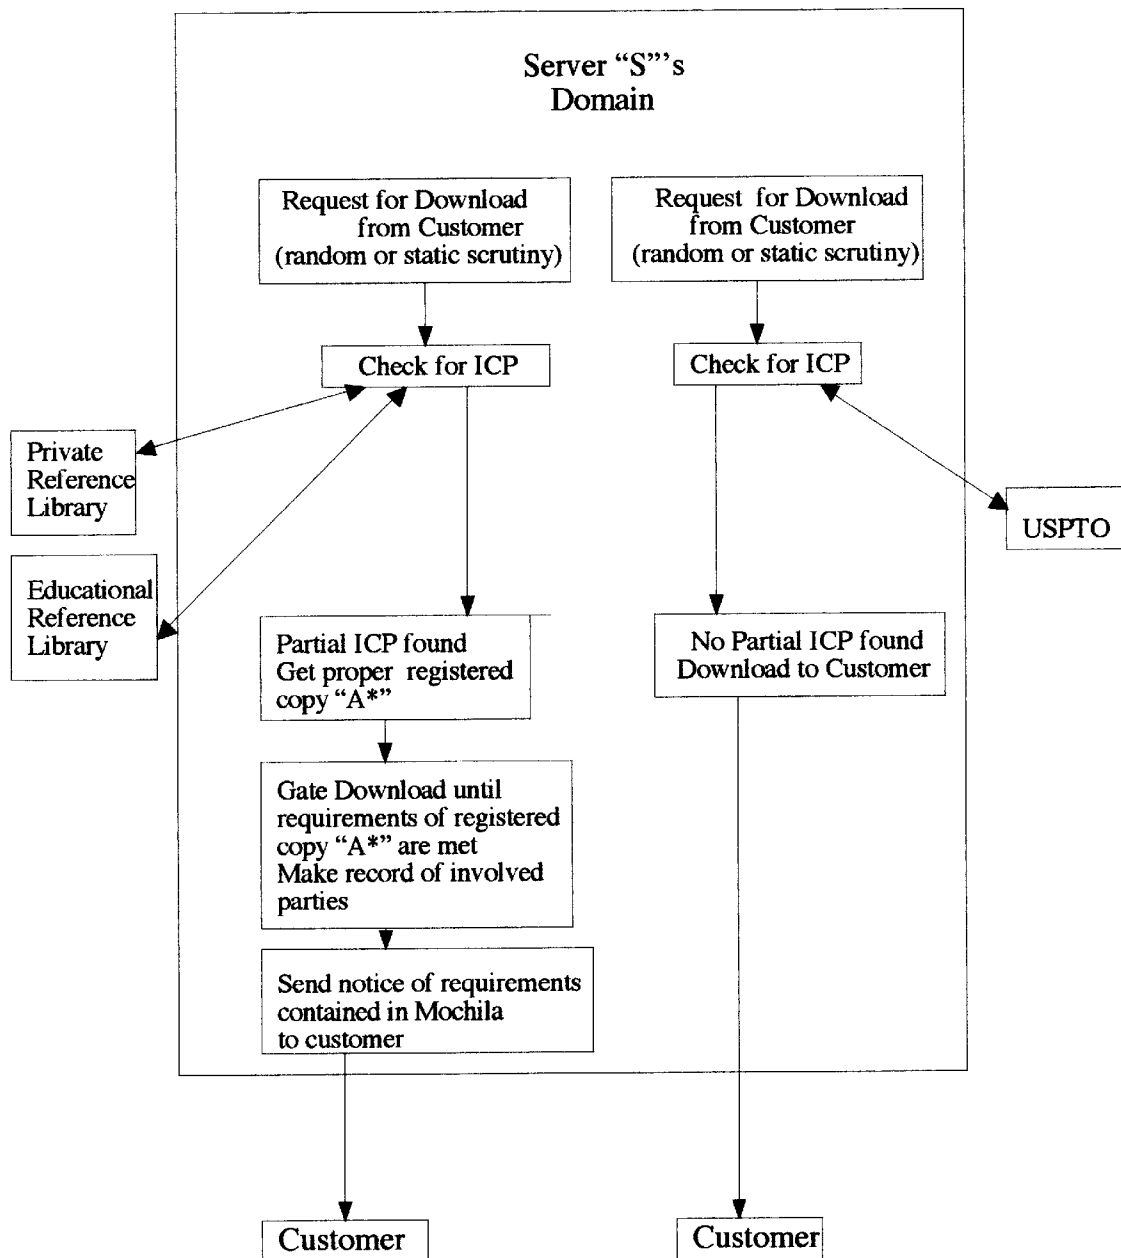 Server “S”’s
Domain
Request for Download
from Customer
(random or static scrutiny)
Request for Download
from Customer
(random or static scrutiny)
Check for ICP
Check for ICP
Private
Reference
Library
Educational
Reference
Library
USPTO
Partial ICP found
Get proper registered
copy “A*”
No Partial ICP found
Download to Customer
Gate Download until
requirements of registered
copy “A*” are met
Make record of involved
parties
Send notice of requirements
contained in Mochila
to customer
Customer
Customer